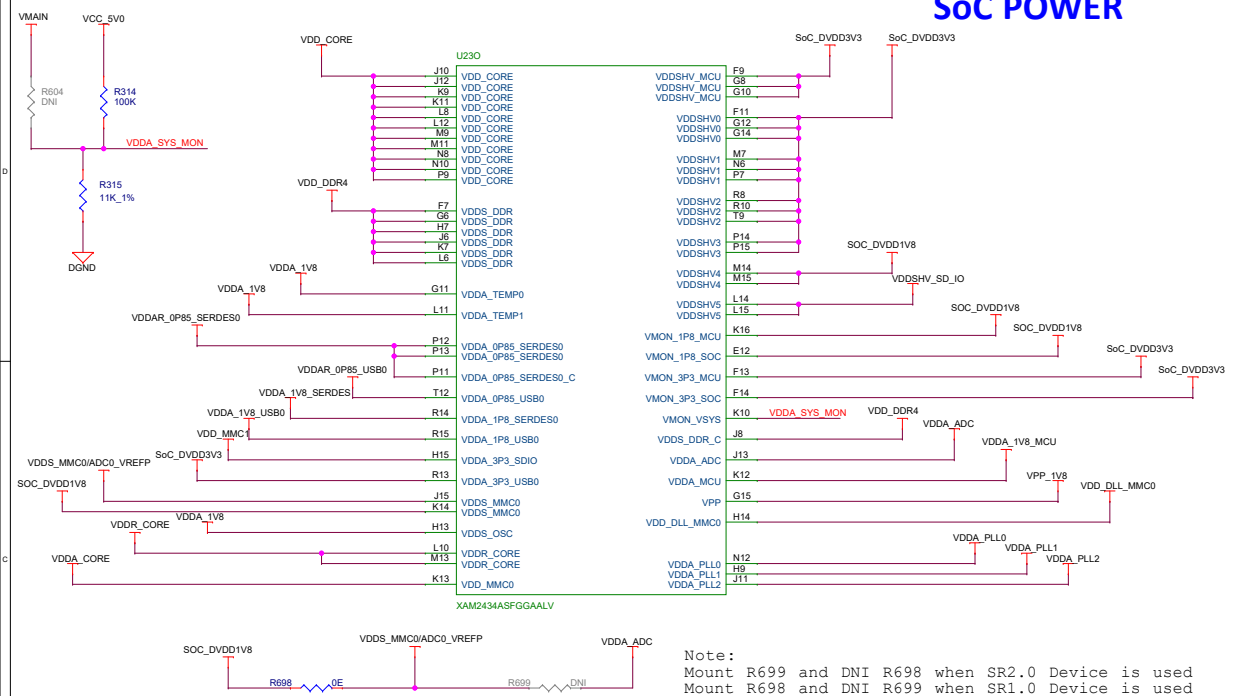 SoC POWER
VMAIN
VCC_5V0
R604
DNI
R314
100K
VDDA_SYS_MON
R315
11K_1%
DGND
D
C
VDD_CORE
U23O
J10 VDD_CORE
J12 VDD_CORE
K9 VDD_CORE
K11 VDD_CORE
L8 VDD_CORE
L12 VDD_CORE
M9 VDD_CORE
M11 VDD_CORE
N8 VDD_CORE
N10 VDD_CORE
P9 VDD_CORE
VDD_DDR4
F7 VDDS_DDR
G6 VDDS_DDR
H7 VDDS_DDR
J6 VDDS_DDR
K7 VDDS_DDR
L6 VDDS_DDR
VDDA_1V8
G11 VDDA_TEMP0
VDDA_1V8
L11 VDDA_TEMP1
VDDAR_0P85_SERDES0
P12 VDDA_0P85_SERDES0
P13 VDDA_0P85_SERDES0
P11 VDDA_0P85_SERDES0_C
VDDAR_0P85_USB0
T12 VDDA_0P85_USB0
VDDA_1V8_SERDES
R14 VDDA_1P8_SERDES0
VDDA_1V8_USB0
R15 VDDA_1P8_USB0
VDD_MMC1
H15 VDDA_3P3_SDIO
SoC_DVDD3V3
R13 VDDA_3P3_USB0
VDDS_MMC0/ADC0_VREFP
J15 VDDS_MMC0
SOC_DVDD1V8
K14 VDDS_MMC0
VDDA_1V8
H13 VDDS_OSC
VDDR_CORE
L10 VDDR_CORE
M13 VDDR_CORE
VDDA_CORE
K13 VDD_MMC0
XAM2434ASFGGAALV
SoC_DVDD3V3
SoC_DVDD3V3
VDDSHV_MCU F9
VDDSHV_MCU G8
VDDSHV_MCU G10
VDDSHV0 F11
VDDSHV0 G12
VDDSHV0 G14
VDDSHV1 M7
VDDSHV1 N6
VDDSHV1 P7
VDDSHV2 R8
VDDSHV2 R10
VDDSHV2 T9
VDDSHV3 P14
VDDSHV3 P15
SOC_DVDD1V8
VDDSHV4 M14
VDDSHV4 M15
VDDSHV_SD_IO
VDDSHV5 L14
VDDSHV5 L15
SOC_DVDD1V8
VMON_1P8_MCU K16
SOC_DVDD1V8
VMON_1P8_SOC E12
SoC_DVDD3V3
VMON_3P3_MCU F13
SoC_DVDD3V3
VMON_3P3_SOC F14
VMON_VSYS K10 VDDA_SYS_MON
VDD_DDR4
VDDS_DDR_C J8
VDDA_ADC
VDDA_ADC J13
VDDA_1V8_MCU
VDDA_MCU K12
VPP_1V8
VPP G15
VDD_DLL_MMC0
VDD_DLL_MMC0 H14
VDDA_PLL0
VDDA_PLL0 N12
VDDA_PLL1
VDDA_PLL1 H9
VDDA_PLL2
VDDA_PLL2 J11
SOC_DVDD1V8
VDDS_MMC0/ADC0_VREFP
VDDA_ADC
R698 0E
R699 DNI
Note:
Mount R699 and DNI R698 when SR2.0 Device is used
Mount R698 and DNI R699 when SR1.0 Device is used